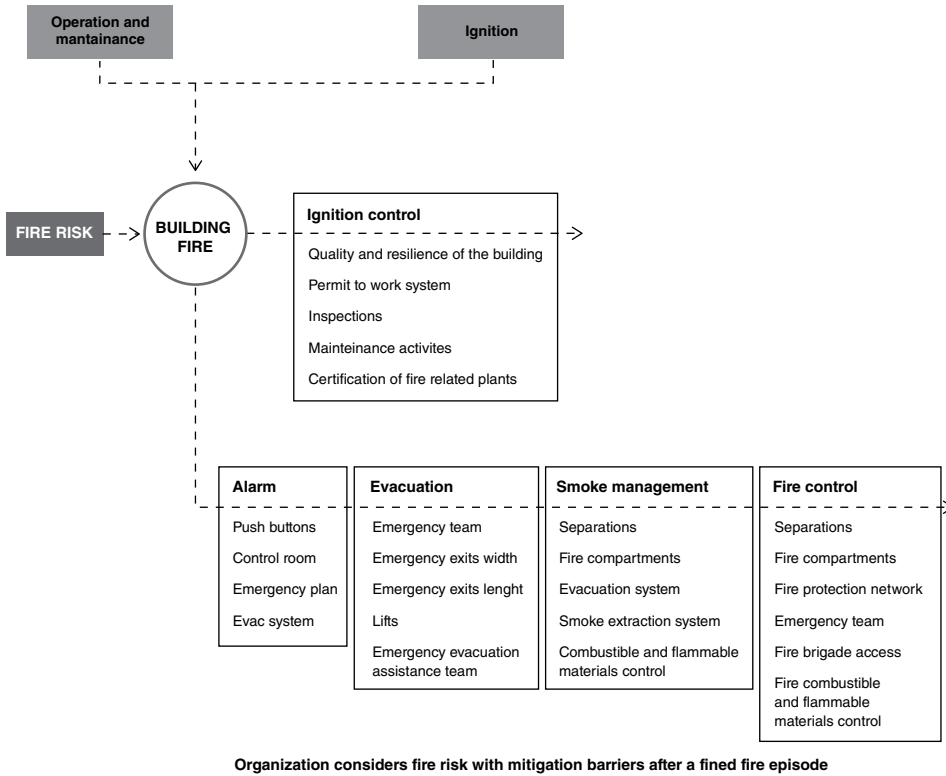 Operation and
mantainance
Ignition
FIRE RISK
BUILDING
FIRE
Ignition control
Quality and resilience of the building
Permit to work system
Inspections
Mainteinance activites
Certification of fire related plants
Alarm
Push buttons
Control room
Emergency plan
Evac system
Evacuation
Emergency team
Emergency exits width
Emergency exits lenght
Lifts
Emergency evacuation
assistance team
Smoke management
Separations
Fire compartments
Evacuation system
Smoke extraction system
Combustible and flammable
materials control
Fire control
Separations
Fire compartments
Fire protection network
Emergency team
Fire brigade access
Fire combustible
and flammable
materials control
Organization considers fire risk with mitigation barriers after a fined fire episode